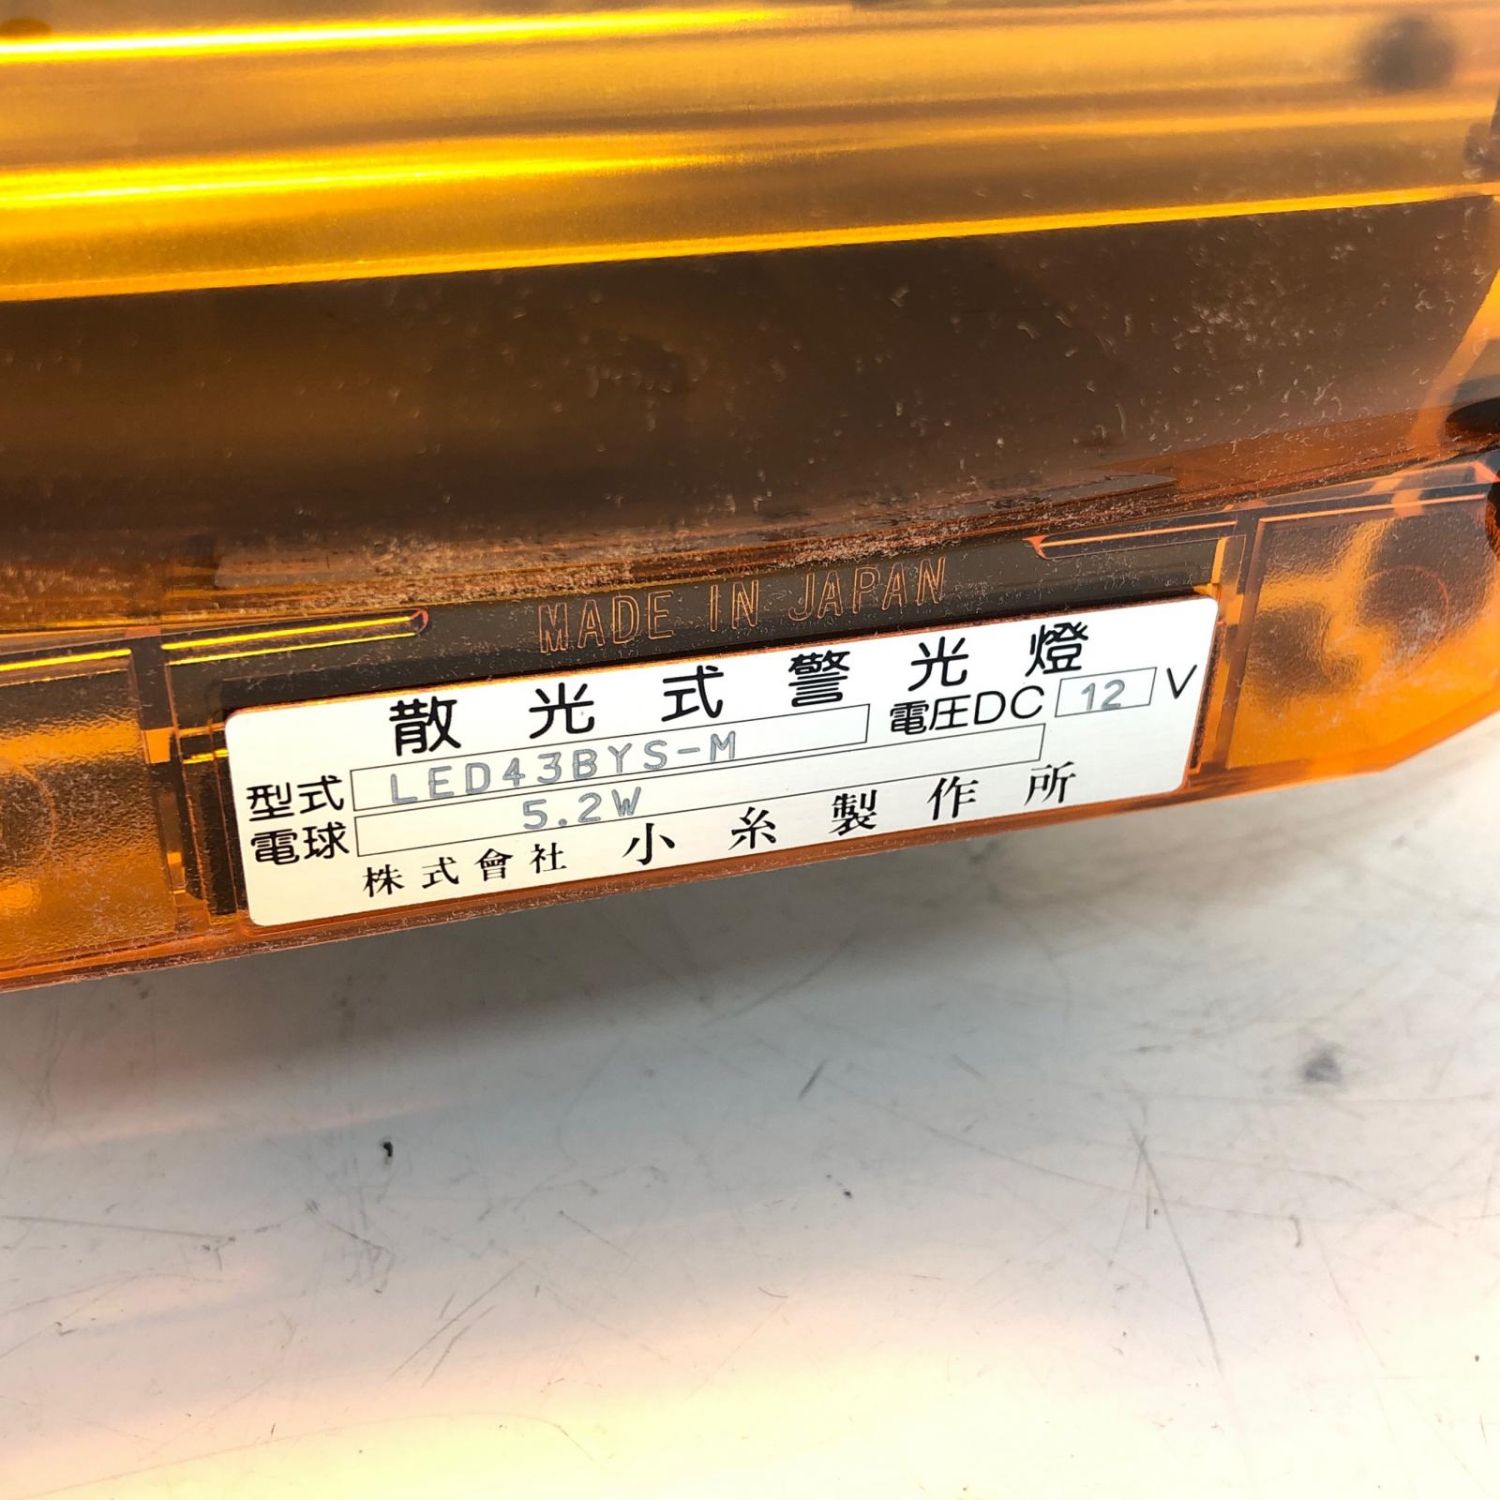 MADE IN JAPAN
散光式警光燈
型式 LED43BYS-M 電圧DC 12 V
電球 5.2W
株式會社 小糸製作所